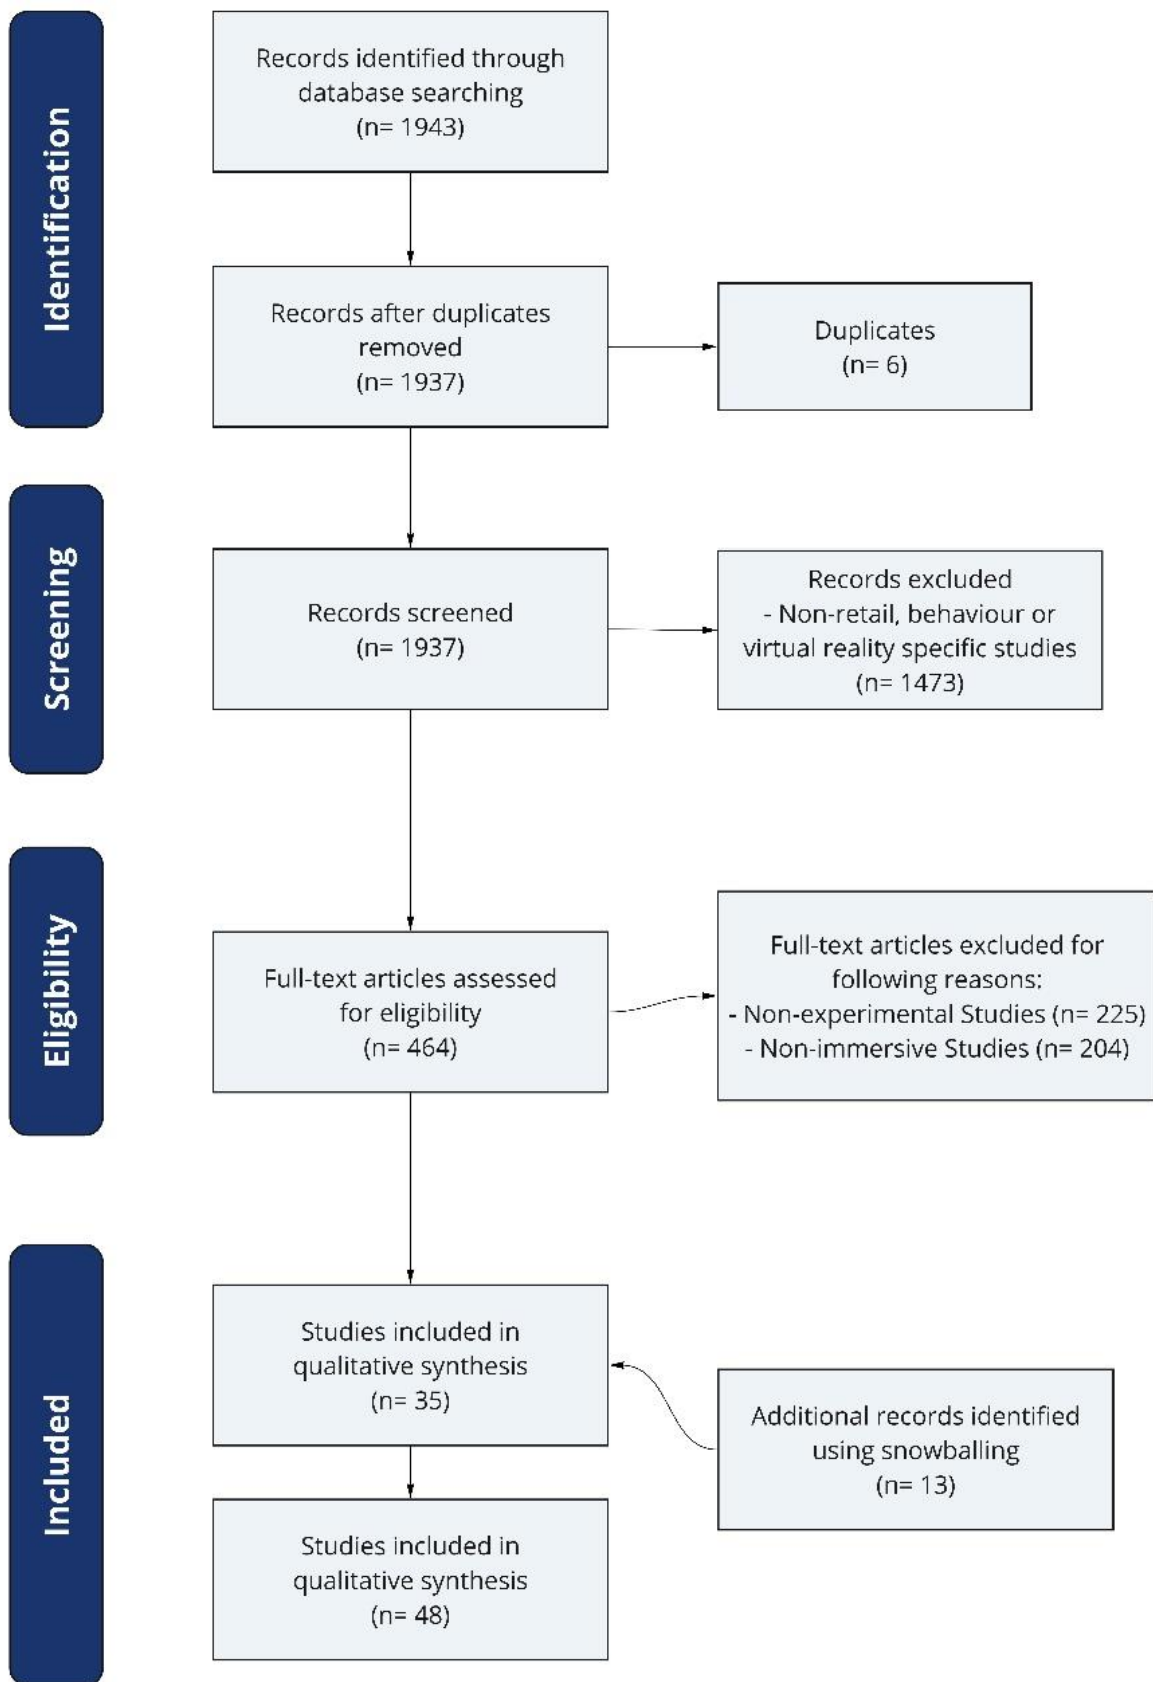 Identification
Records identified through
database searching
(n= 1943)
Records after duplicates
removed
(n= 1937)
Duplicates
(n= 6)
Screening
Records screened
(n= 1937)
Records excluded
- Non-retail, behaviour or
virtual reality specific studies
(n= 1473)
Eligibility
Full-text articles assessed
for eligibility
(n= 464)
Full-text articles excluded for
following reasons:
- Non-experimental Studies (n= 225)
- Non-immersive Studies (n= 204)
Included
Studies included in
qualitative synthesis
(n= 35)
Additional records identified
using snowballing
(n= 13)
Studies included in
qualitative synthesis
(n= 48)